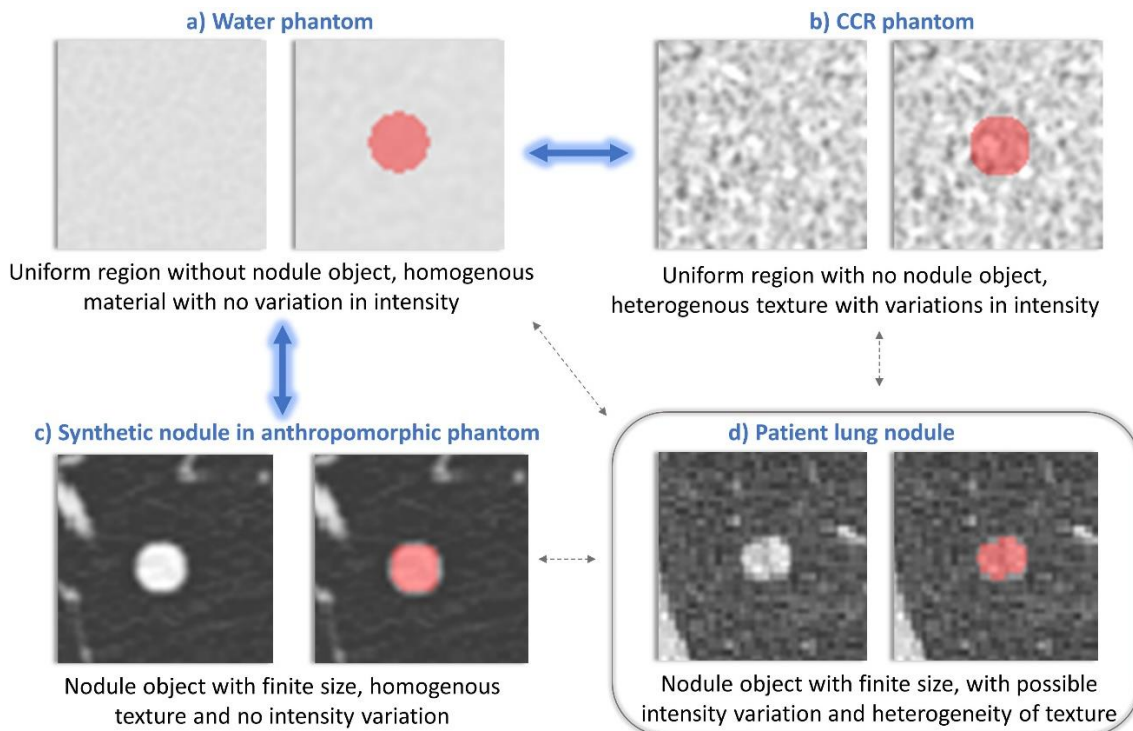 a) Water phantom
b) CCR phantom
Uniform region without nodule object, homogenous
material with no variation in intensity
Uniform region with no nodule object,
heterogenous texture with variations in intensity
c) Synthetic nodule in anthropomorphic phantom
d) Patient lung nodule
Nodule object with finite size, homogenous
texture and no intensity variation
Nodule object with finite size, with possible
intensity variation and heterogeneity of texture